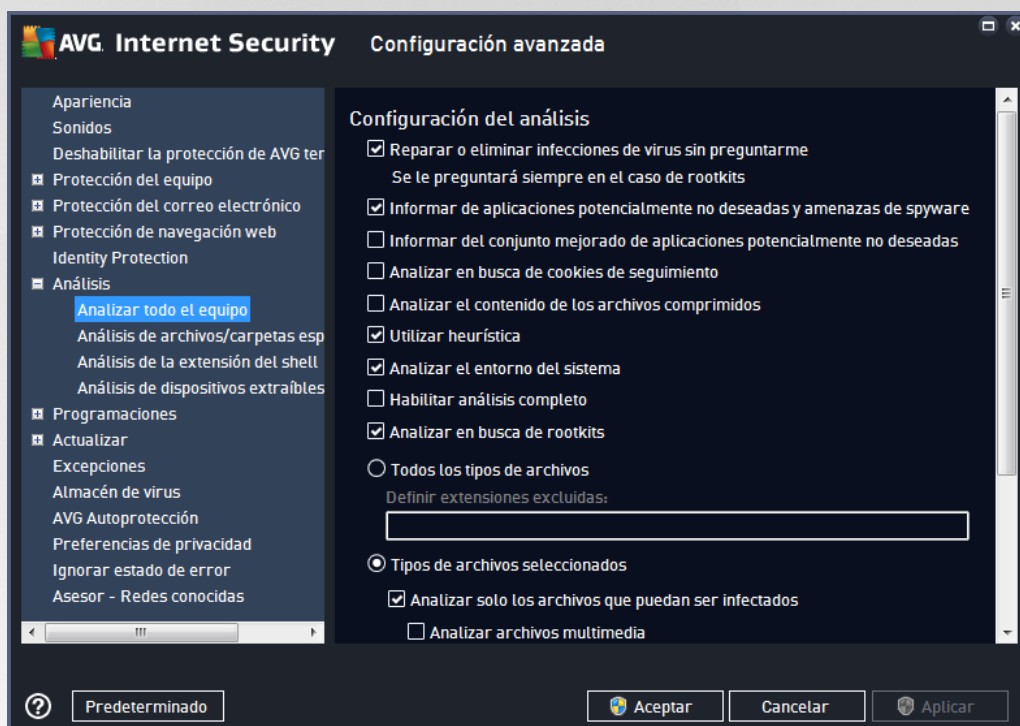 AVG. Internet Security
Configuración avanzada
Apariencia
Sonidos
Deshabilitar la protección de AVG ter
Protección del equipo
Protección del correo electrónico
Protección de navegación web
Identity Protection
Análisis
Analizar todo el equipo
Análisis de archivos/carpetas esp
Análisis de la extensión del shell
Análisis de dispositivos extraíbles
Programaciones
Actualizar
Excepciones
Almacén de virus
AVG Autoprotección
Preferencias de privacidad
Ignorar estado de error
Asesor - Redes conocidas
Configuración del análisis
Reparar o eliminar infecciones de virus sin preguntarme
Se le preguntará siempre en el caso de rootkits
Informar de aplicaciones potencialmente no deseadas y amenazas de spyware
Informar del conjunto mejorado de aplicaciones potencialmente no deseadas
Analizar en busca de cookies de seguimiento
Analizar el contenido de los archivos comprimidos
Utilizar heurística
Analizar el entorno del sistema
Habilitar análisis completo
Analizar en busca de rootkits
Todos los tipos de archivos
Definir extensiones excluidas:
Tipos de archivos seleccionados
Analizar solo los archivos que puedan ser infectados
Analizar archivos multimedia
Predeterminado
Aceptar
Cancelar
Aplicar